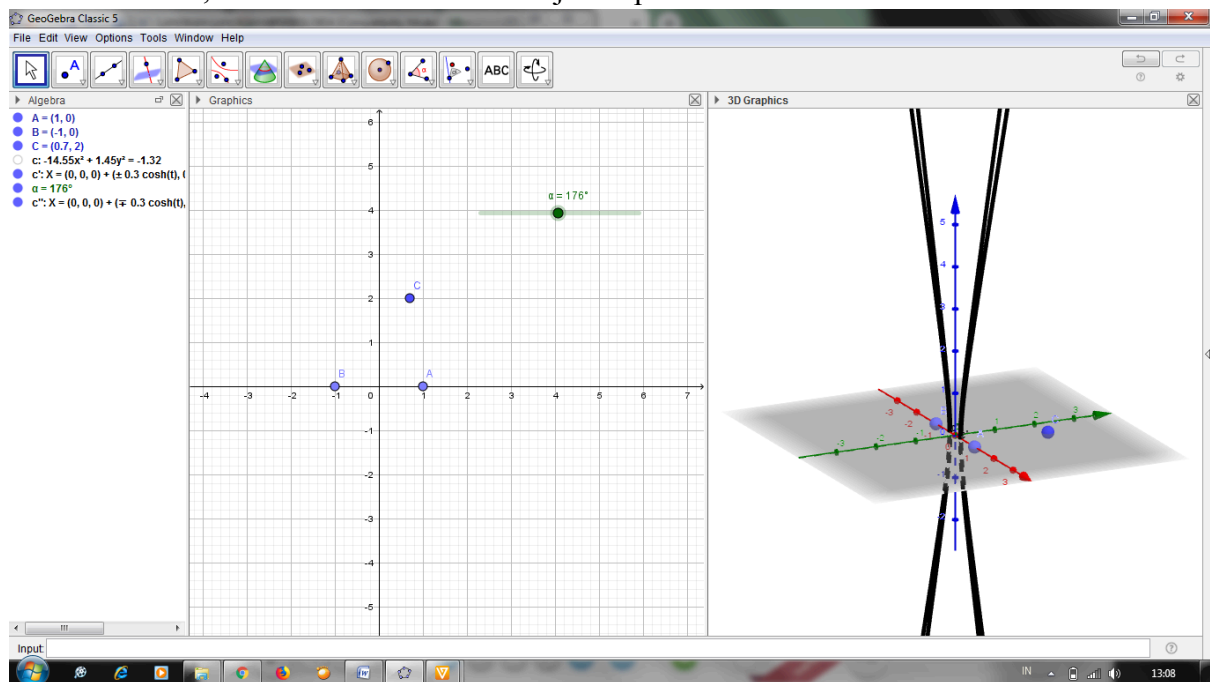 GeoGebra Classic 5
File Edit View Options Tools Window Help
ABC
Algebra
Graphics
3D Graphics
A = (1, 0)
B = (-1, 0)
C = (0.7, 2)
c: -14.55x² + 1.45y² = -1.32
c': X = (0, 0, 0) + (± 0.3 cosh(t), (
α = 176°
c'': X = (0, 0, 0) + (∓ 0.3 cosh(t),
α = 176°
6
5
4
3
2
1
-4 -3 -2 -1 0 1 2 3 4 5 6 7
-1
-2
-3
-4
-5
C
B
A
5
4
3
2
1
-3 -2 -1 1 2 3
-3 -2 -1 1 2 3
-1
-2
Input:
IN
13:08